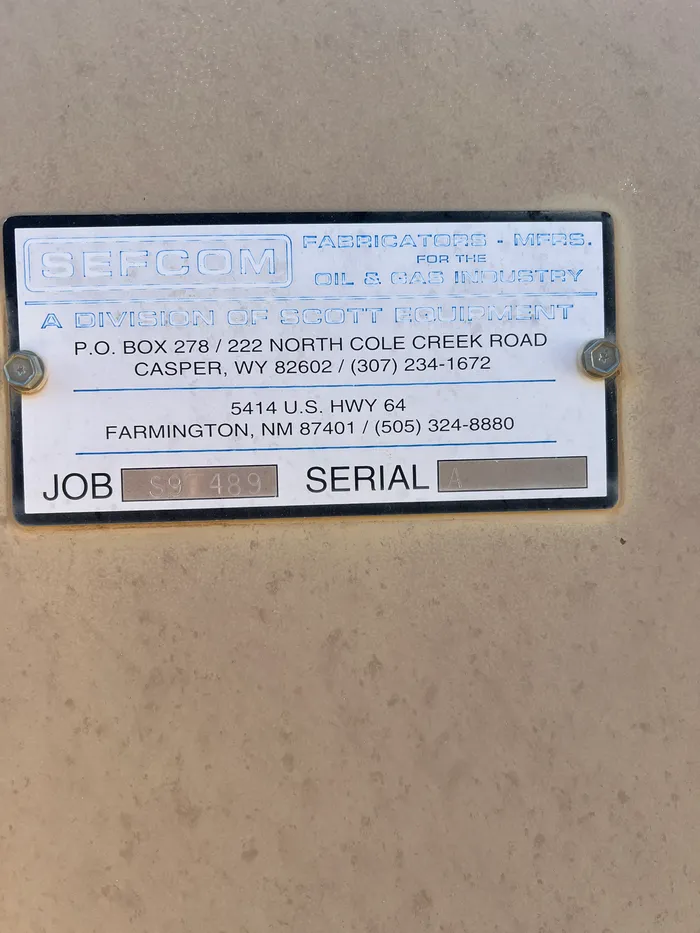 SEFCOM
FABRICATORS - MFRS.
FOR THE
OIL & GAS INDUSTRY
A DIVISION OF SCOTT EQUIPMENT
P.O. BOX 278 / 222 NORTH COLE CREEK ROAD
CASPER, WY 82602 / (307) 234-1672
5414 U.S. HWY 64
FARMINGTON, NM 87401 / (505) 324-8880
JOB 489 SERIAL A